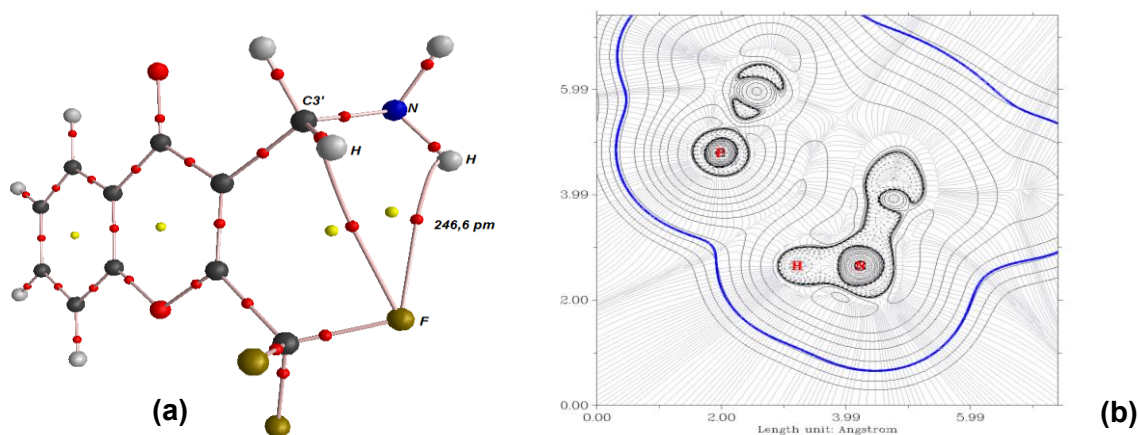 C3'
N
H
H
246,6 pm
F
(a)
5.99
3.99
2.00
0.00
H
0.00
2.00
3.99
5.99
Length unit: Angstrom
(b)